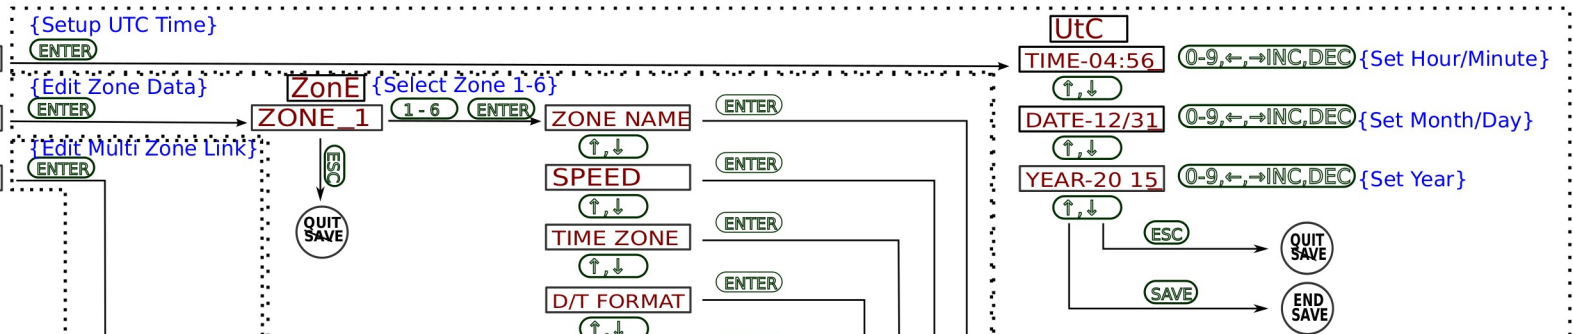 {Setup UTC Time}
ENTER
UtC
TIME-04:56
0-9,←,→INC,DEC
{Set Hour/Minute}
↑,↓
DATE-12/31
0-9,←,→INC,DEC
{Set Month/Day}
↑,↓
YEAR-20 15
0-9,←,→INC,DEC
{Set Year}
↑,↓
ESC
QUIT
SAVE
SAVE
END
SAVE
{Edit Zone Data}
ENTER
ZonE
{Select Zone 1-6}
ZONE_1
1-6
ENTER
ESC
QUIT
SAVE
ZONE NAME
ENTER
↑,↓
SPEED
ENTER
↑,↓
TIME ZONE
ENTER
↑,↓
D/T FORMAT
ENTER
↑,↓
{Edit Multi Zone Link}
ENTER